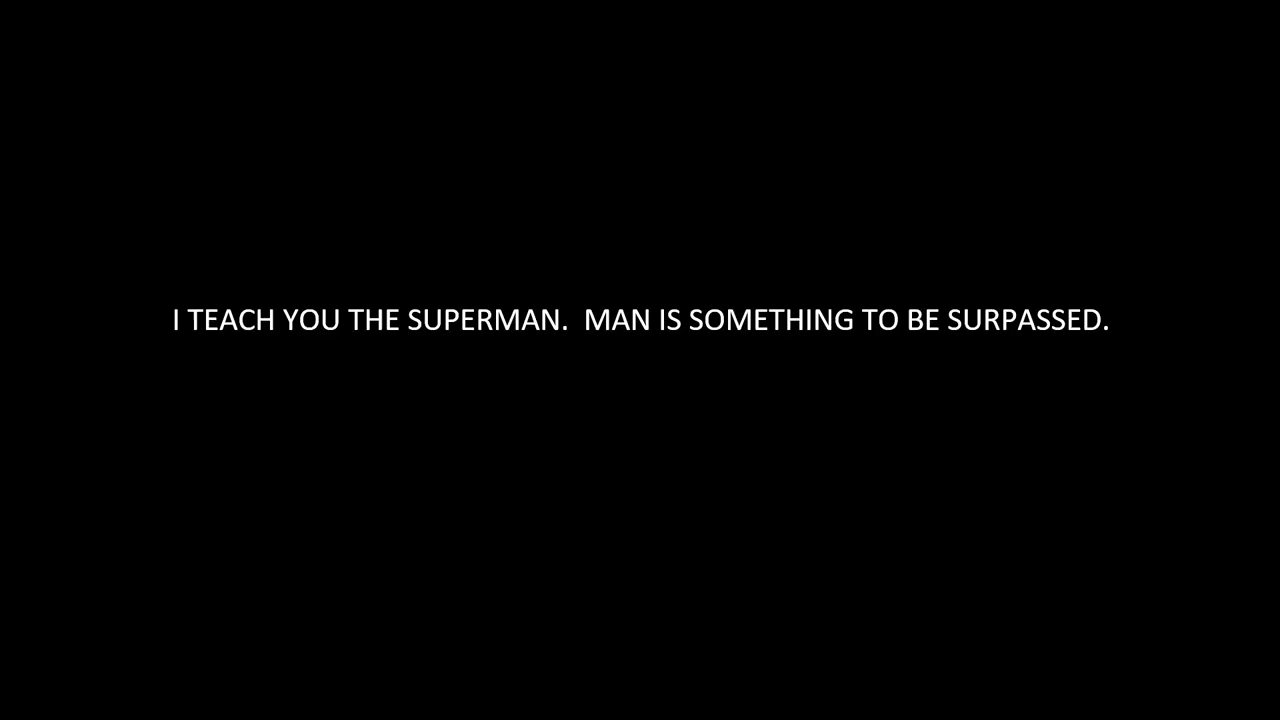 I TEACH YOU THE SUPERMAN.  MAN IS SOMETHING TO BE SURPASSED.